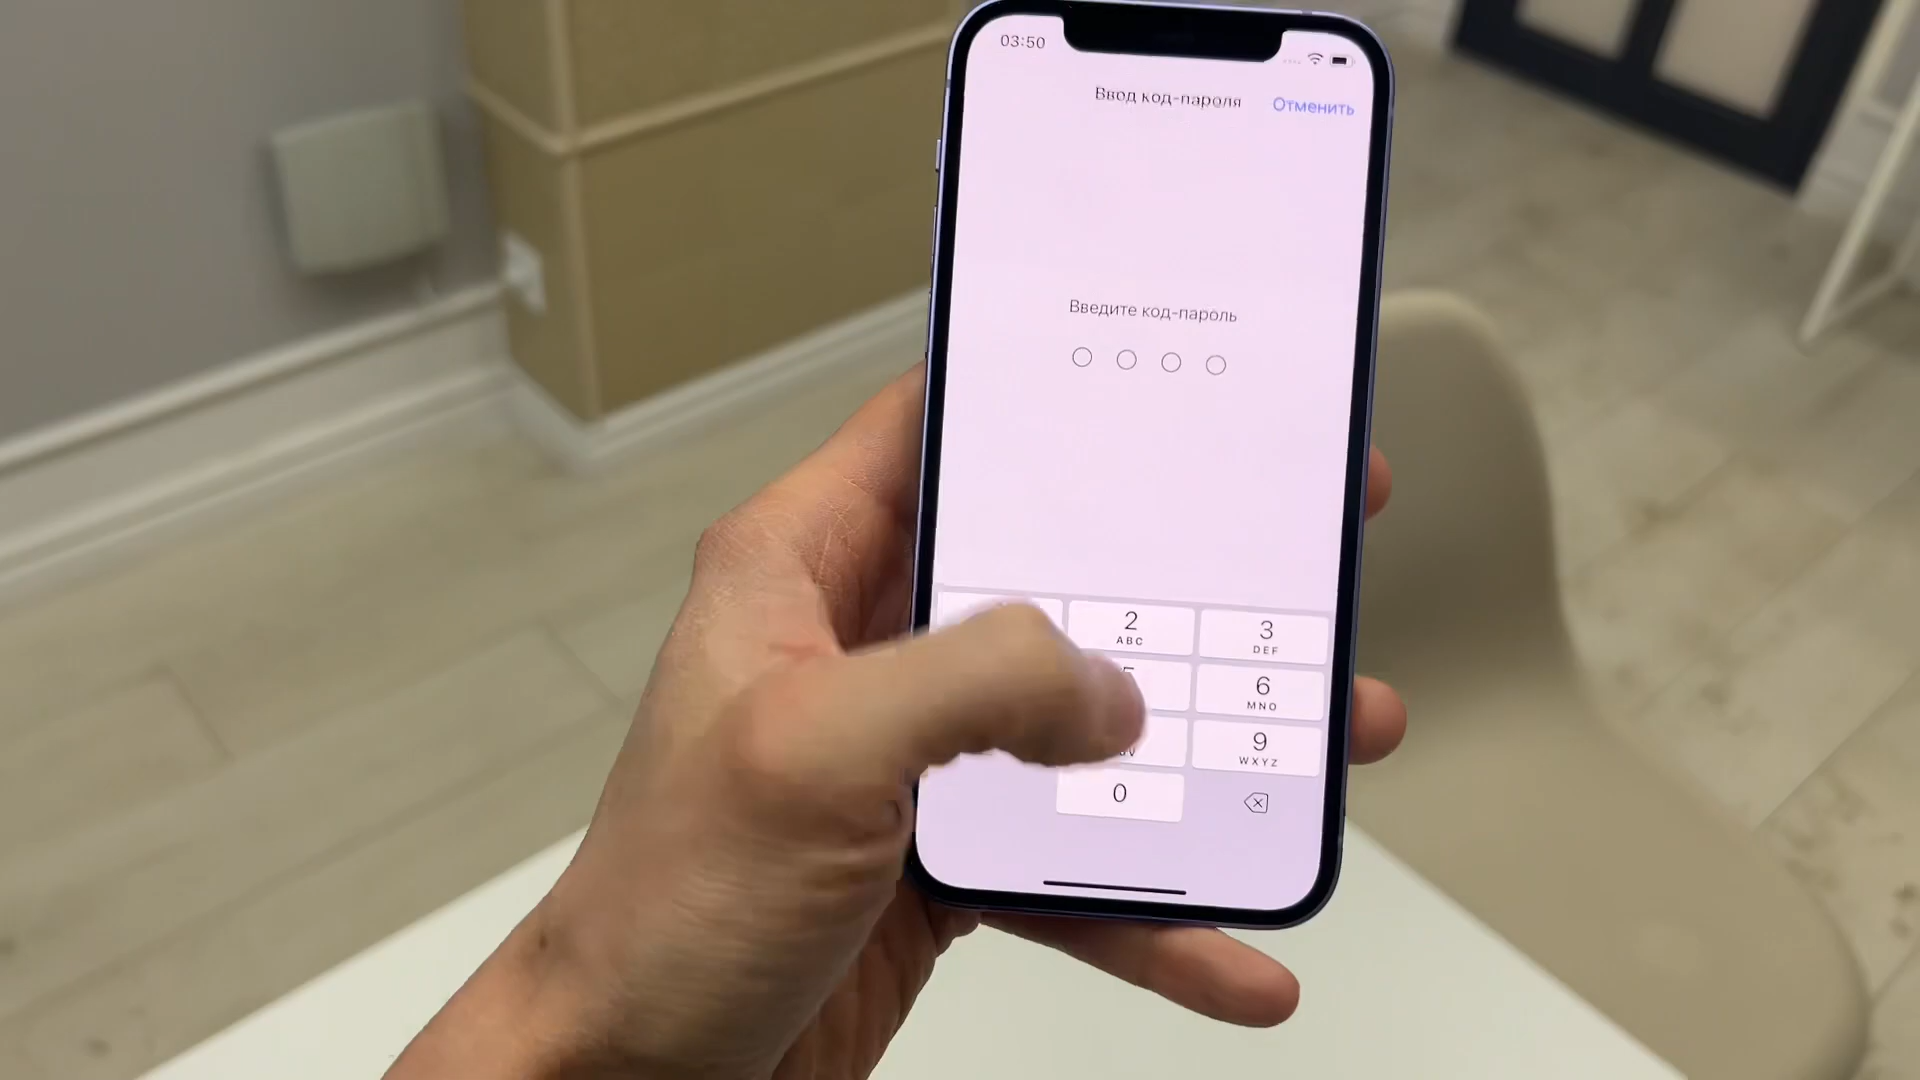 03:50
Ввод код-пароля
Отменить
Введите код-пароль
2
ABC
3
DEF
6
MNO
9
WXYZ
0